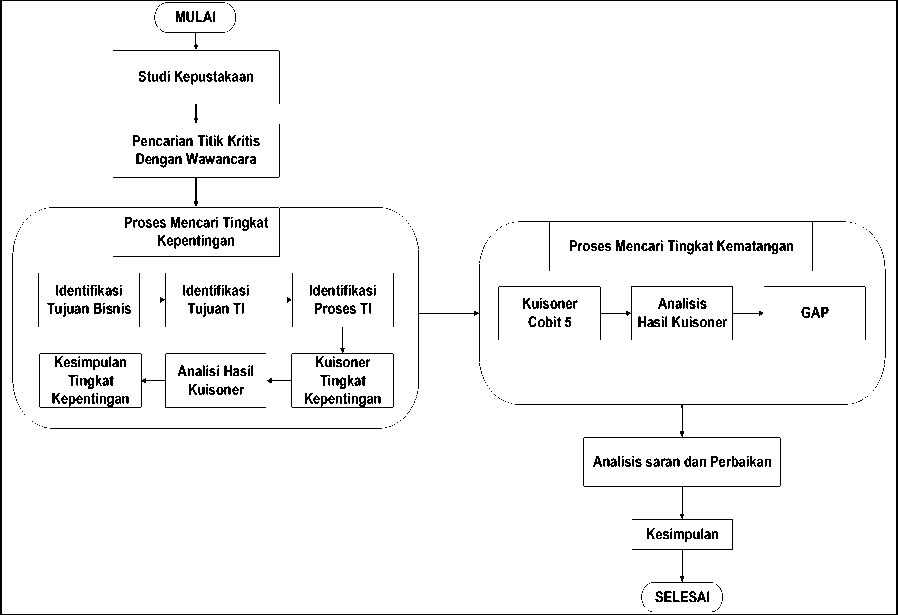 MULAI
Studi Kepustakaan
Pencarian Titik Kritis
Dengan Wawancara
Proses Mencari Tingkat
Kepentingan
Identifikasi
Tujuan Bisnis
Identifikasi
Tujuan TI
Identifikasi
Proses TI
Kuisoner
Tingkat
Kepentingan
Analisi Hasil
Kuisoner
Kesimpulan
Tingkat
Kepentingan
Proses Mencari Tingkat Kematangan
Kuisoner
Cobit 5
Analisis
Hasil Kuisoner
GAP
Analisis saran dan Perbaikan
Kesimpulan
SELESAI